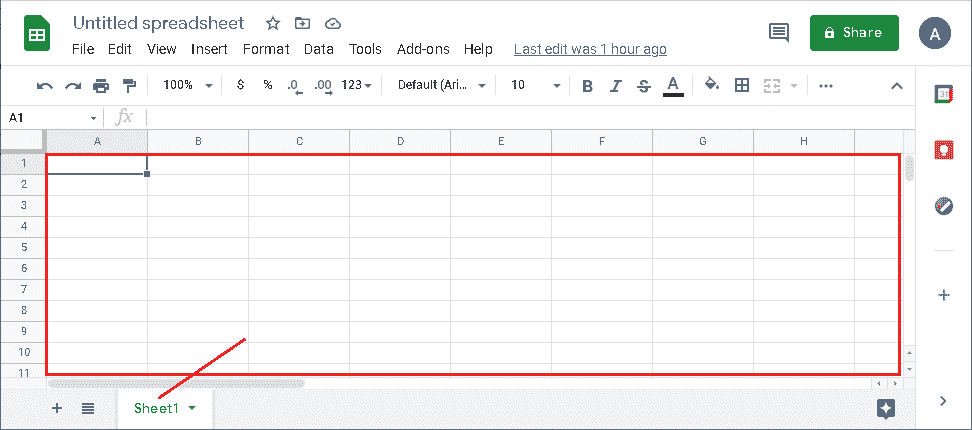 Untitled spreadsheet
File Edit View Insert Format Data Tools Add-ons Help Last edit was 1 hour ago
Share
A
100% $ % .0 .00 123 Default (Ari... 10 B I S A
A1 fx
A B C D E F G H
1
2
3
4
5
6
7
8
9
10
11
Sheet1
31